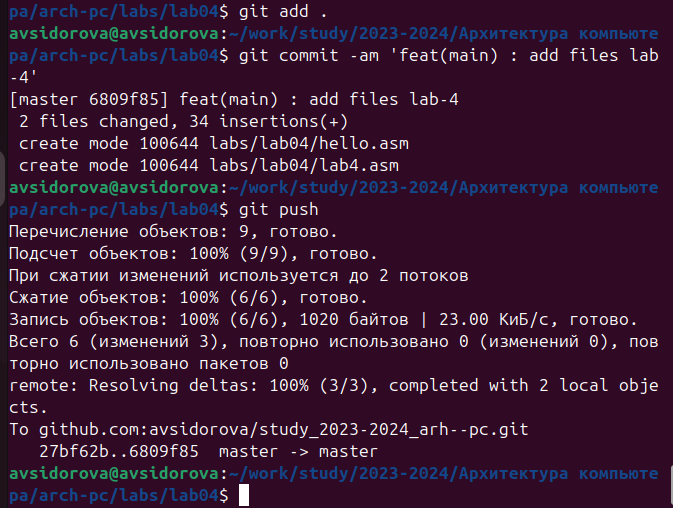 pa/arch-pc/labs/lab04$ git add .
avsidorova@avsidorova:~/work/study/2023-2024/Архитектура компьюте
pa/arch-pc/labs/lab04$ git commit -am 'feat(main) : add files lab
-4'
[master 6809f85] feat(main) : add files lab-4
 2 files changed, 34 insertions(+)
 create mode 100644 labs/lab04/hello.asm
 create mode 100644 labs/lab04/lab4.asm
avsidorova@avsidorova:~/work/study/2023-2024/Архитектура компьюте
pa/arch-pc/labs/lab04$ git push
Перечисление объектов: 9, готово.
Подсчет объектов: 100% (9/9), готово.
При сжатии изменений используется до 2 потоков
Сжатие объектов: 100% (6/6), готово.
Запись объектов: 100% (6/6), 1020 байтов | 23.00 КиБ/с, готово.
Всего 6 (изменений 3), повторно использовано 0 (изменений 0), пов
торно использовано пакетов 0
remote: Resolving deltas: 100% (3/3), completed with 2 local obje
cts.
To github.com:avsidorova/study_2023-2024_arh--pc.git
   27bf62b..6809f85  master -> master
avsidorova@avsidorova:~/work/study/2023-2024/Архитектура компьюте
pa/arch-pc/labs/lab04$